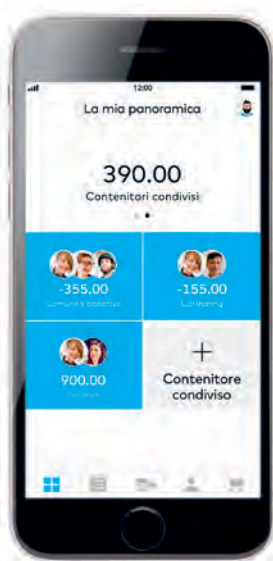 12:00
La mia panoramica
390.00
Contenitori condivisi
-355.00
-155.00
900.00
+
Contenitore
condiviso